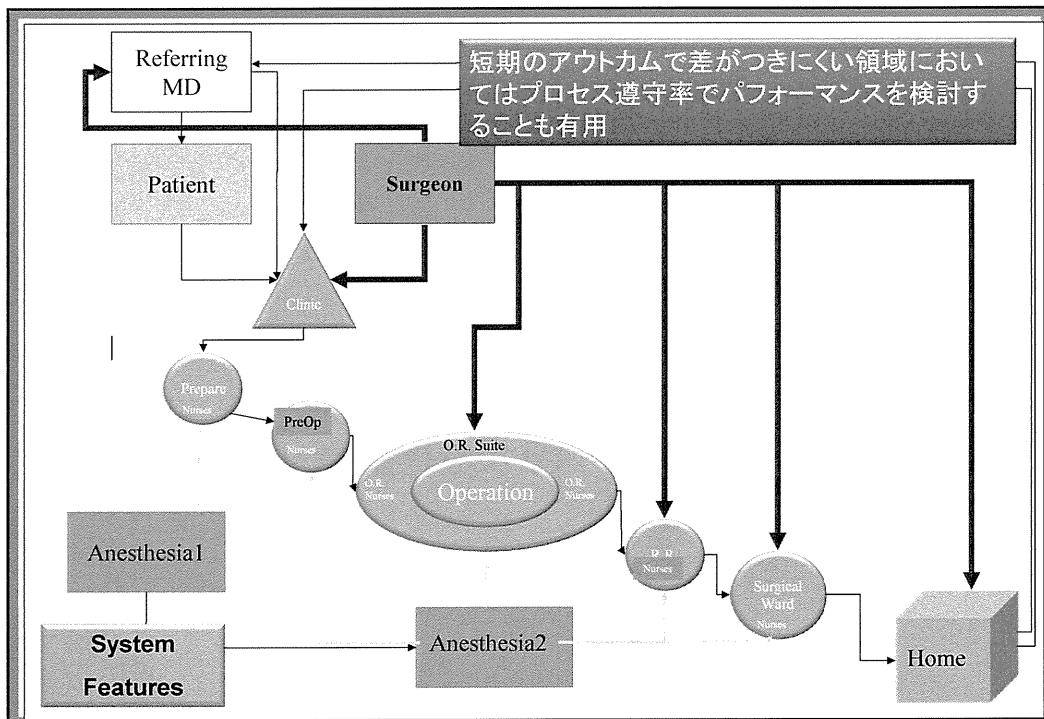 Referring
MD
短期のアウトカムで差がつきにくい領域におい
てはプロセス遵守率でパフォーマンスを検討す
ることも有用
Patient
Surgeon
Clinic
Prepare
Nurses
PreOp
Nurses
O.R. Suite
O.R.
Nurses
Operation
O.R.
Nurses
R.R
Nurses
Surgical
Ward
Nurses
Anesthesia1
System
Features
Anesthesia2
Home